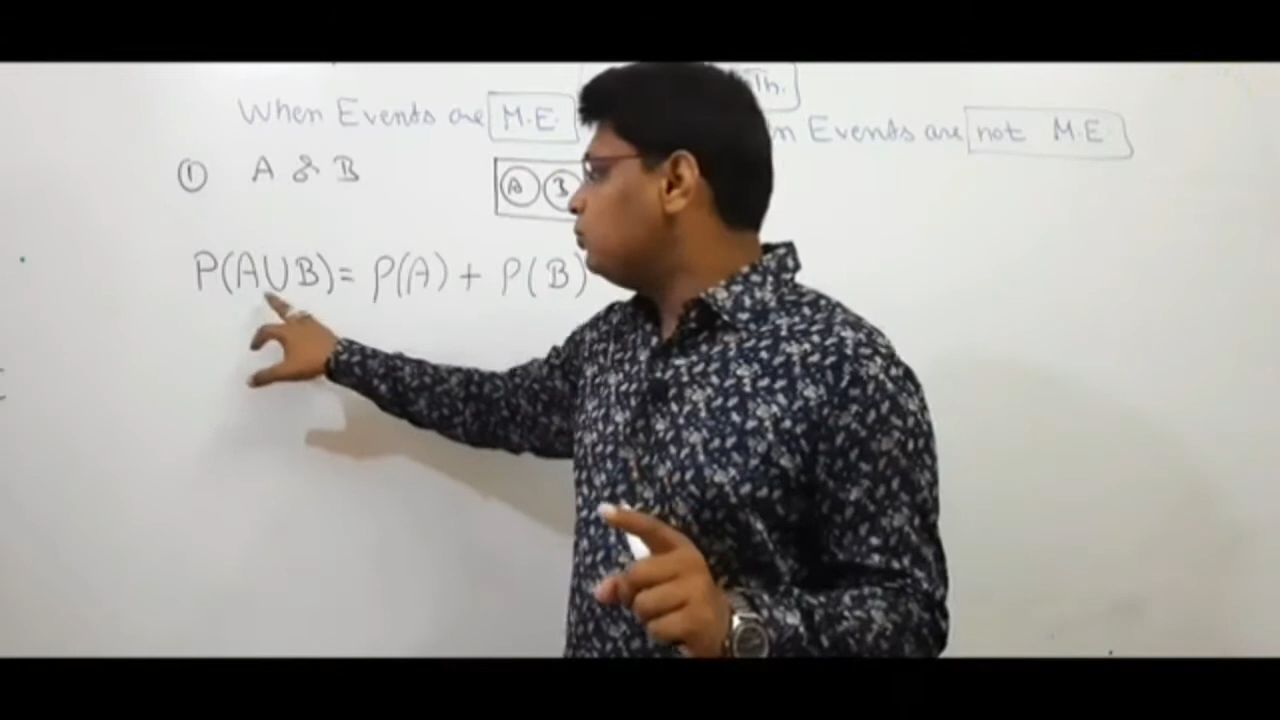 Th.
When Events are M.E.
Events are not M.E.
① A & B
A B
P(A∪B) = P(A) + P(B)